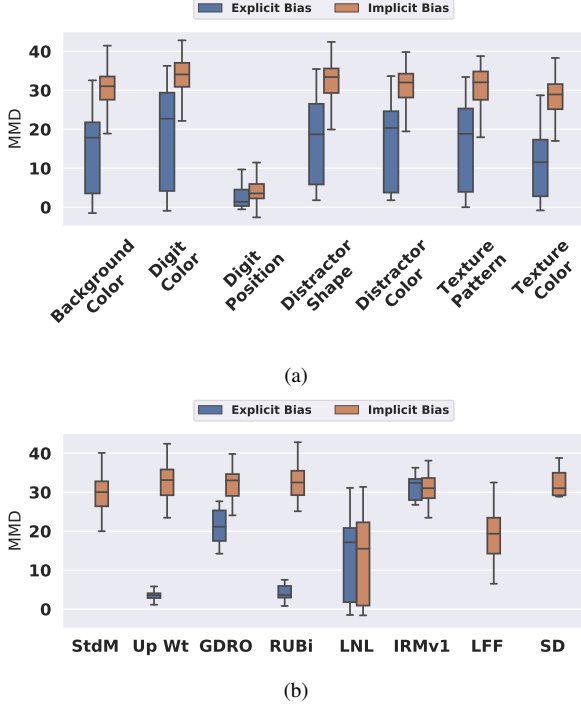 Explicit Bias Implicit Bias
MMD
40
30
20
10
0
Background Color
Digit Color
Digit Position
Distractor Shape
Distractor Color
Texture Pattern
Texture Color
(a)
Explicit Bias Implicit Bias
MMD
40
30
20
10
0
StdM Up Wt GDRO RUBi LNL IRMv1 LFF SD
(b)